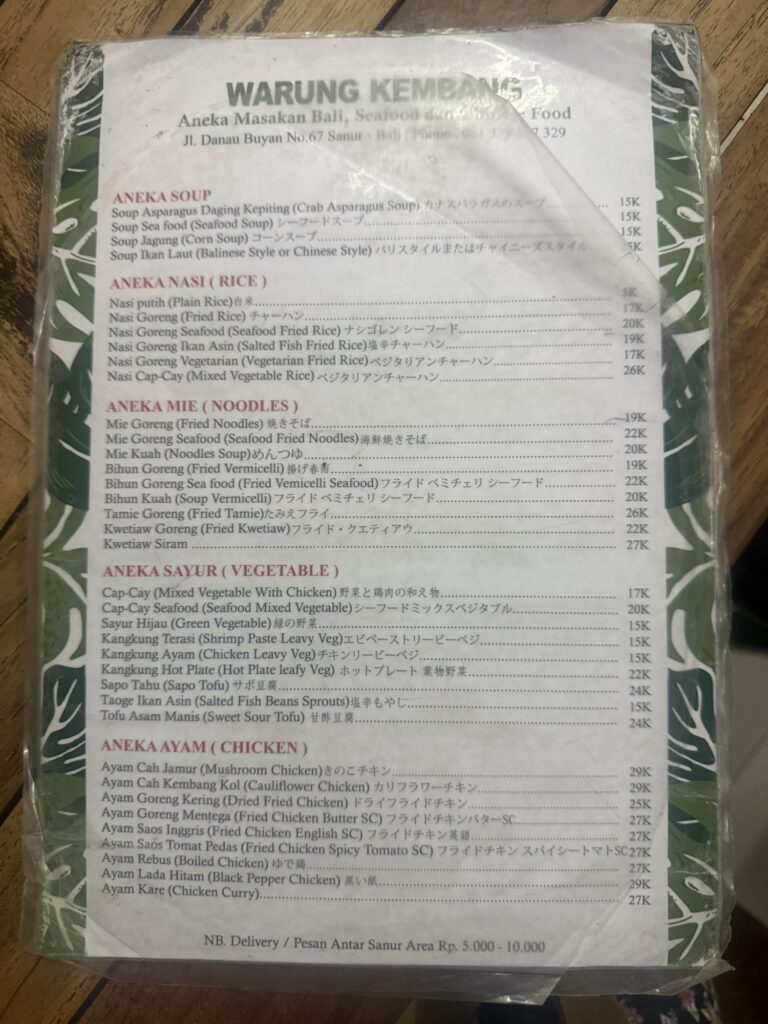 WARUNG KEMBANG
Aneka Masakan Bali, Seafood Food
Jl. Danau Buyan No.67 Sanur - Bali | Phone 329
ANEKA SOUP
Soup Asparagus Daging Kepiting (Crab Asparagus Soup) カナスパラガスのスープ 15K
Soup Sea food (Seafood Soup) シーフードスープ 15K
Soup Jagung (Corn Soup) コーンスープ 15K
Soup Ikan Laut (Balinese Style or Chinese Style) バリスタイルまたはチャイニーズスタイル
ANEKA NASI ( RICE )
Nasi putih (Plain Rice)白米 5K
Nasi Goreng (Fried Rice) チャーハン 17K
Nasi Goreng Seafood (Seafood Fried Rice) ナシゴレン シーフード 20K
Nasi Goreng Ikan Asin (Salted Fish Fried Rice)塩辛チャーハン 19K
Nasi Goreng Vegetarian (Vegetarian Fried Rice)ベジタリアンチャーハン 17K
Nasi Cap-Cay (Mixed Vegetable Rice) ベジタリアンチャーハン 26K
ANEKA MIE ( NOODLES )
Mie Goreng (Fried Noodles) 焼きそば 19K
Mie Goreng Seafood (Seafood Fried Noodles)海鮮焼きそば 22K
Mie Kuah (Noodles Soup)めんつゆ 20K
Bihun Goreng (Fried Vermicelli) 揚げ春雨 19K
Bihun Goreng Sea food (Fried Vemicelli Seafood)フライド ベミチェリ シーフード 22K
Bihun Kuah (Soup Vermicelli) フライド ベミチェリ シーフード 20K
Tamie Goreng (Fried Tamie)たみえフライ 26K
Kwetiaw Goreng (Fried Kwetiaw)フライド・クエティアウ 22K
Kwetiaw Siram 27K
ANEKA SAYUR ( VEGETABLE )
Cap-Cay (Mixed Vegetable With Chicken) 野菜と鶏肉の和え物 17K
Cap-Cay Seafood (Seafood Mixed Vegetable)シーフードミックスベジタブル 20K
Sayur Hijau (Green Vegetable)緑の野菜 15K
Kangkung Terasi (Shrimp Paste Leavy Veg)エビペーストリービーベジ 15K
Kangkung Ayam (Chicken Leavy Veg)チキンリービーベジ 15K
Kangkung Hot Plate (Hot Plate leafy Veg) ホットプレート 葉物野菜 22K
Sapo Tahu (Sapo Tofu) サポ豆腐 24K
Taoge Ikan Asin (Salted Fish Beans Sprouts)塩辛もやし 15K
Tofu Asam Manis (Sweet Sour Tofu) 甘酢豆腐 24K
ANEKA AYAM ( CHICKEN )
Ayam Cah Jamur (Mushroom Chicken)きのこチキン 29K
Ayam Cah Kembang Kol (Cauliflower Chicken) カリフラワーチキン 29K
Ayam Goreng Kering (Dried Fried Chicken) ドライフライドチキン 25K
Ayam Goreng Mentega (Fried Chicken Butter SC) フライドチキンバターSC 27K
Ayam Saos Inggris (Fried Chicken English SC) フライドチキン英語 27K
Ayam Saos Tomat Pedas (Fried Chicken Spicy Tomato SC) フライドチキン スパイシートマトSC 27K
Ayam Rebus (Boiled Chicken) ゆで鶏 27K
Ayam Lada Hitam (Black Pepper Chicken) 黒い紙 29K
Ayam Kare (Chicken Curry) 27K
NB. Delivery / Pesan Antar Sanur Area Rp. 5.000 - 10.000